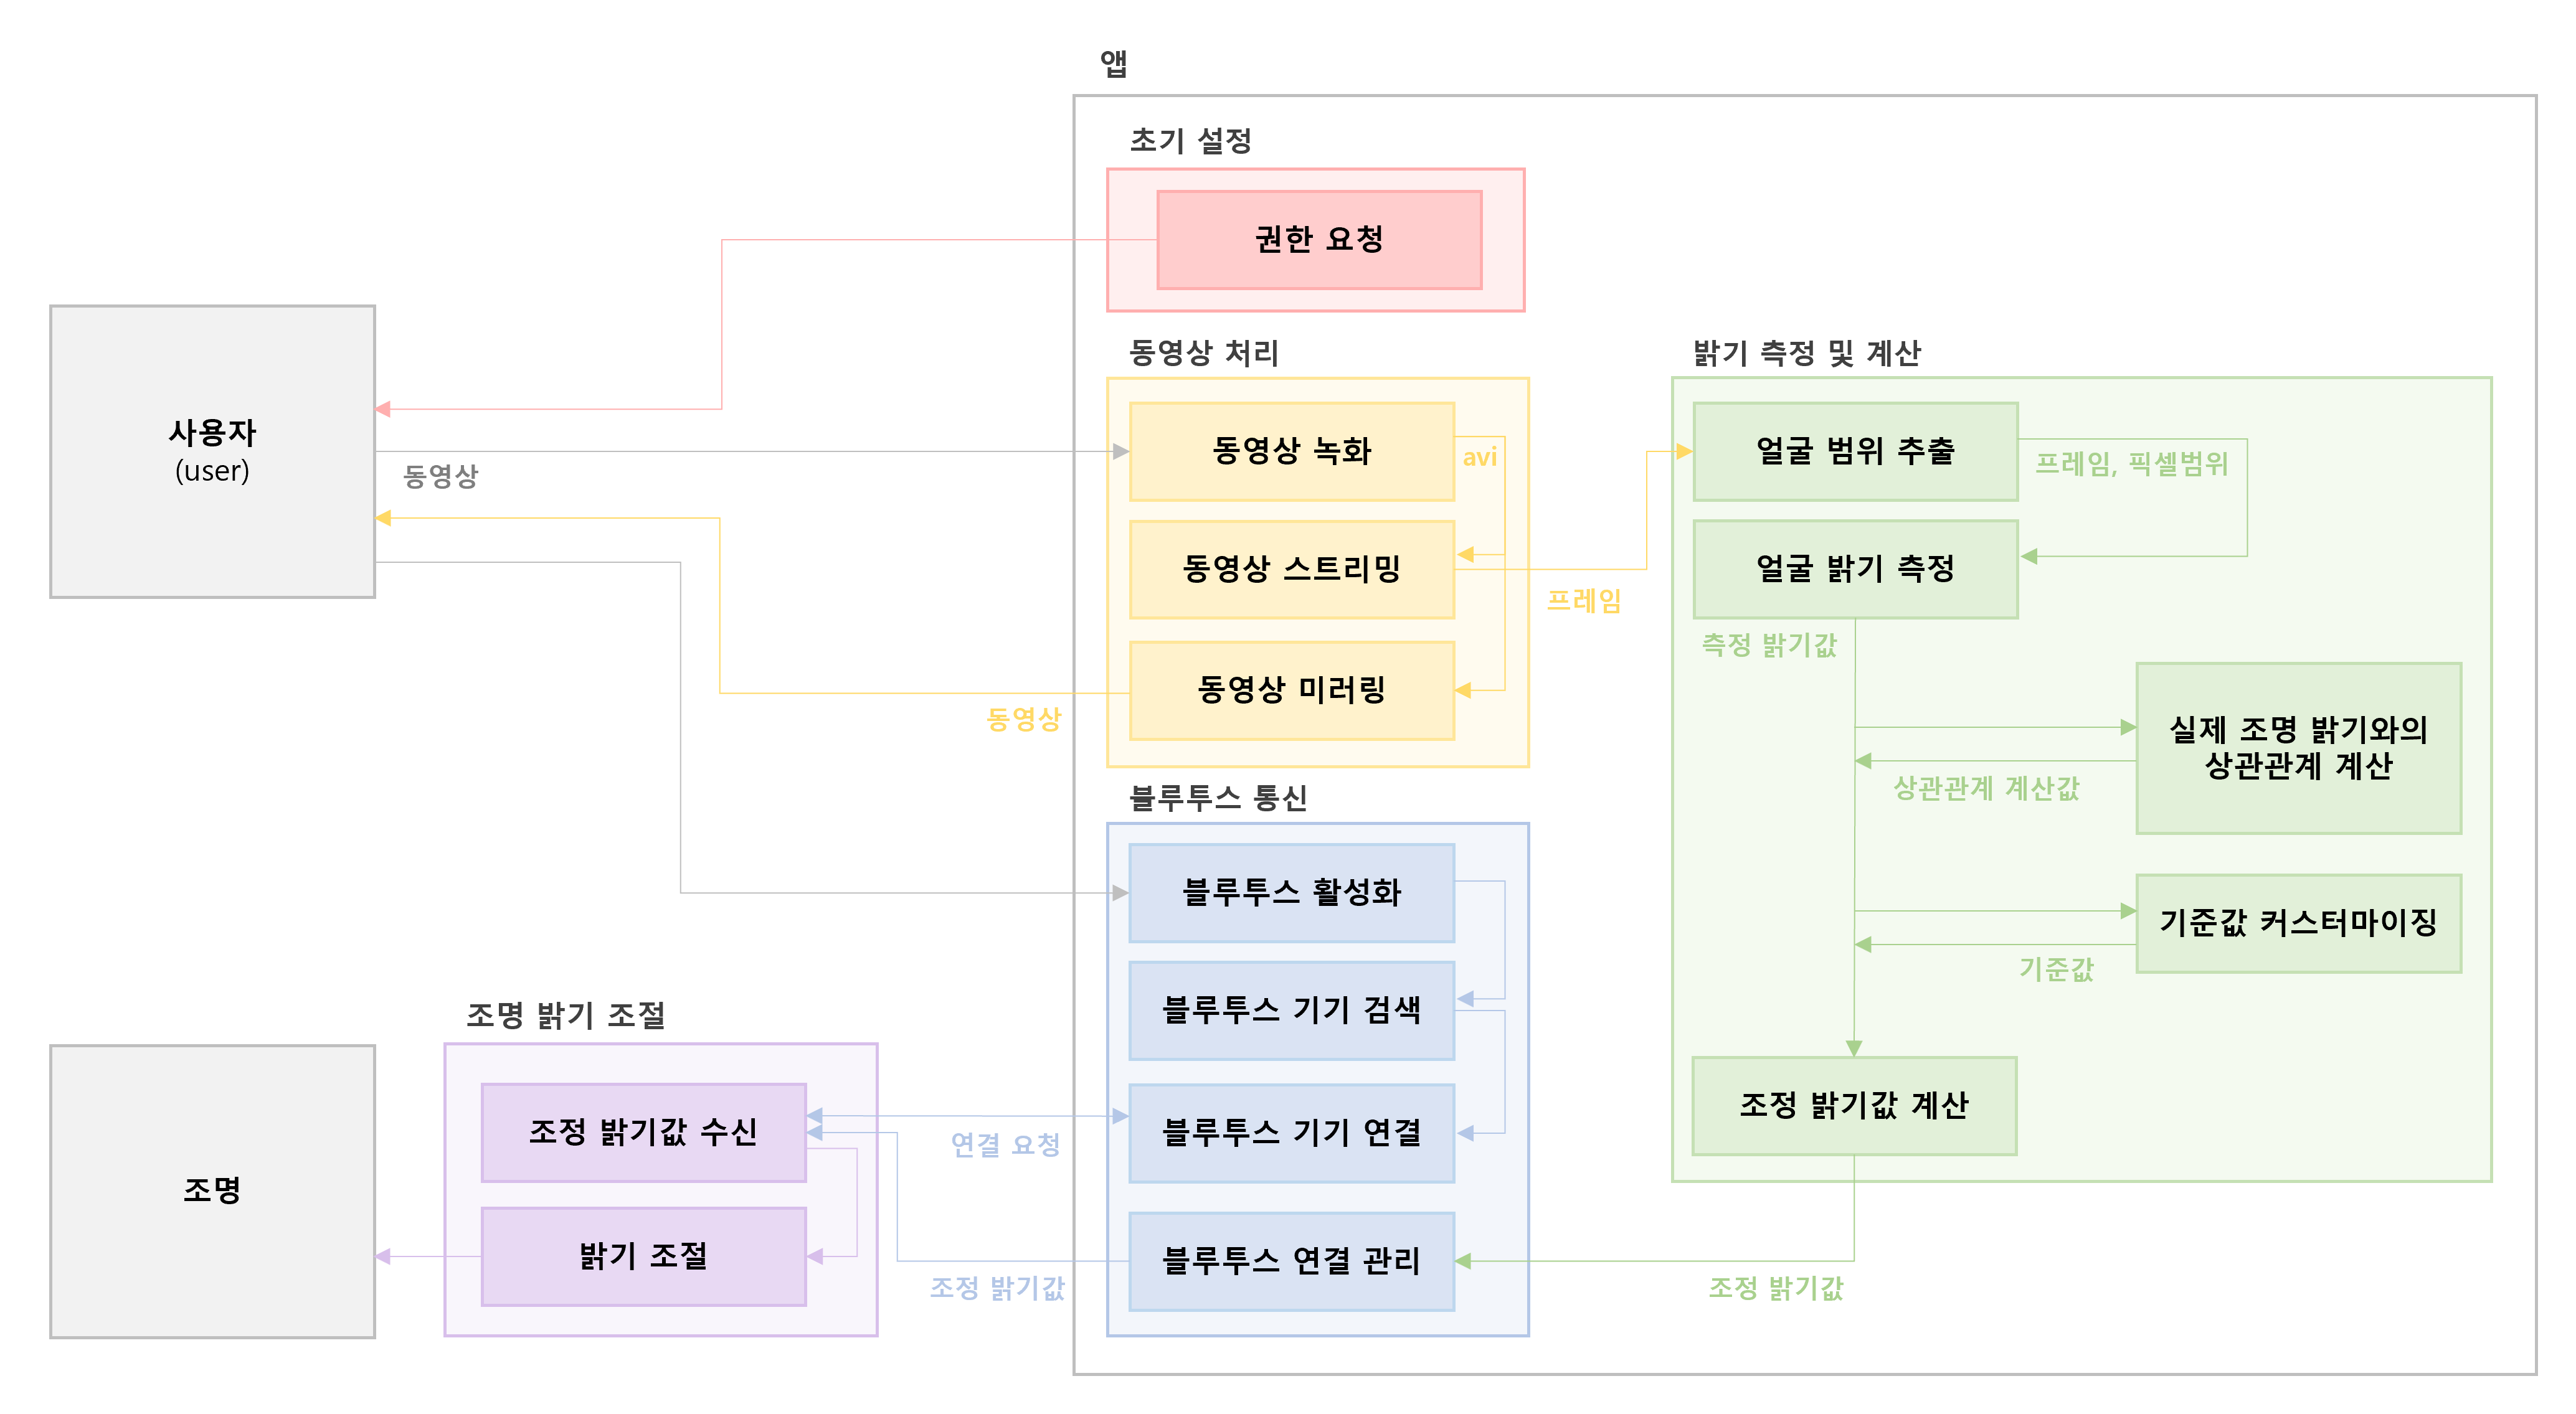 앱
초기 설정
권한 요청
사용자
(user)
동영상
동영상 처리
동영상 녹화
avi
동영상 스트리밍
프레임
동영상 미러링
동영상
밝기 측정 및 계산
얼굴 범위 추출
프레임, 픽셀범위
얼굴 밝기 측정
측정 밝기값
실제 조명 밝기와의
상관관계 계산
상관관계 계산값
기준값 커스터마이징
기준값
조정 밝기값 계산
조정 밝기값
블루투스 통신
블루투스 활성화
블루투스 기기 검색
블루투스 기기 연결
블루투스 연결 관리
연결 요청
조정 밝기값
조명 밝기 조절
조정 밝기값 수신
밝기 조절
조명